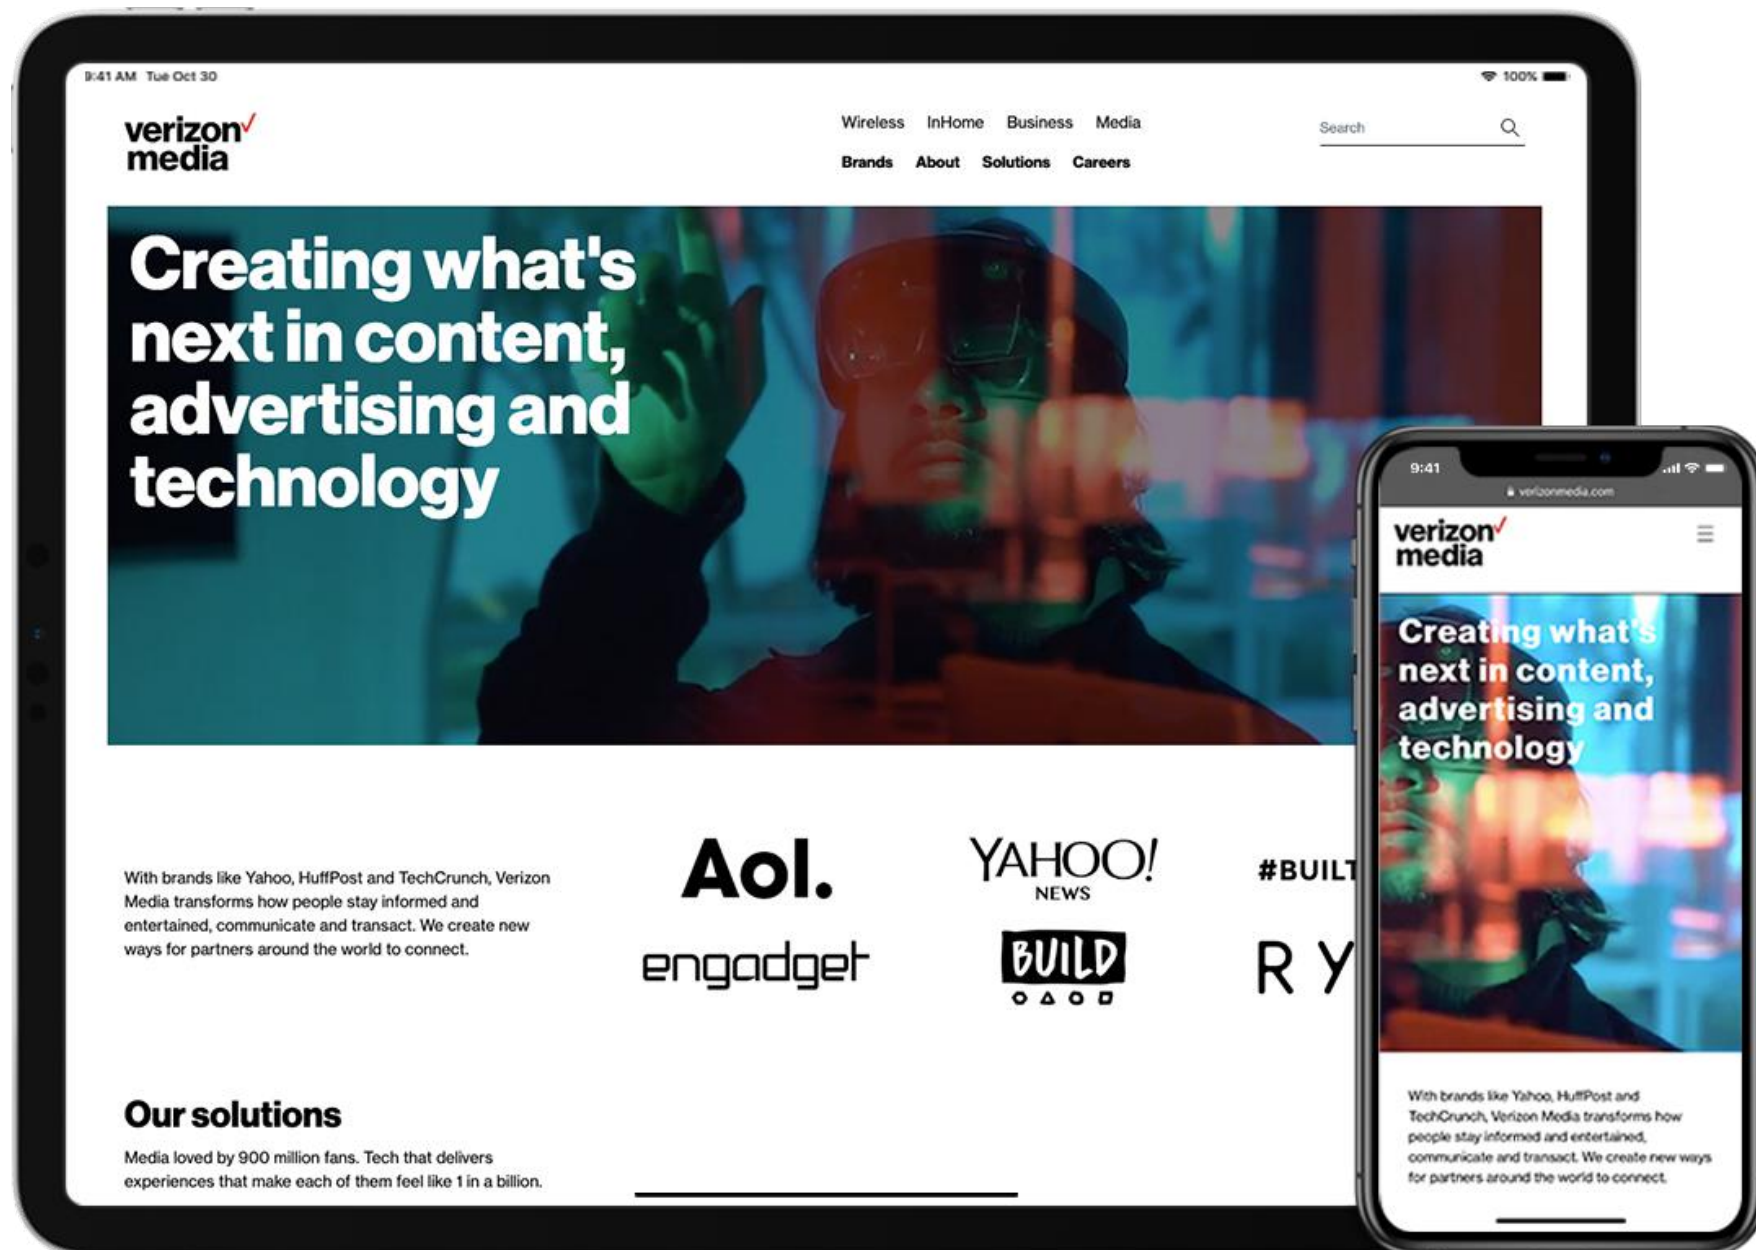 9:41 AM Tue Oct 30
100%
verizon
media
Wireless InHome Business Media
Search
Brands About Solutions Careers
Creating what's
next in content,
advertising and
technology
With brands like Yahoo, HuffPost and TechCrunch, Verizon
Media transforms how people stay informed and
entertained, communicate and transact. We create new
ways for partners around the world to connect.
Aol.
YAHOO!
NEWS
#BUILT
engadget
BUILD
RY
Our solutions
Media loved by 900 million fans. Tech that delivers
experiences that make each of them feel like 1 in a billion.
9:41
verizonmedia.com
verizon
media
Creating what's
next in content,
advertising and
technology
With brands like Yahoo, HuffPost and
TechCrunch, Verizon Media transforms how
people stay informed and entertained,
communicate and transact. We create new ways
for partners around the world to connect.